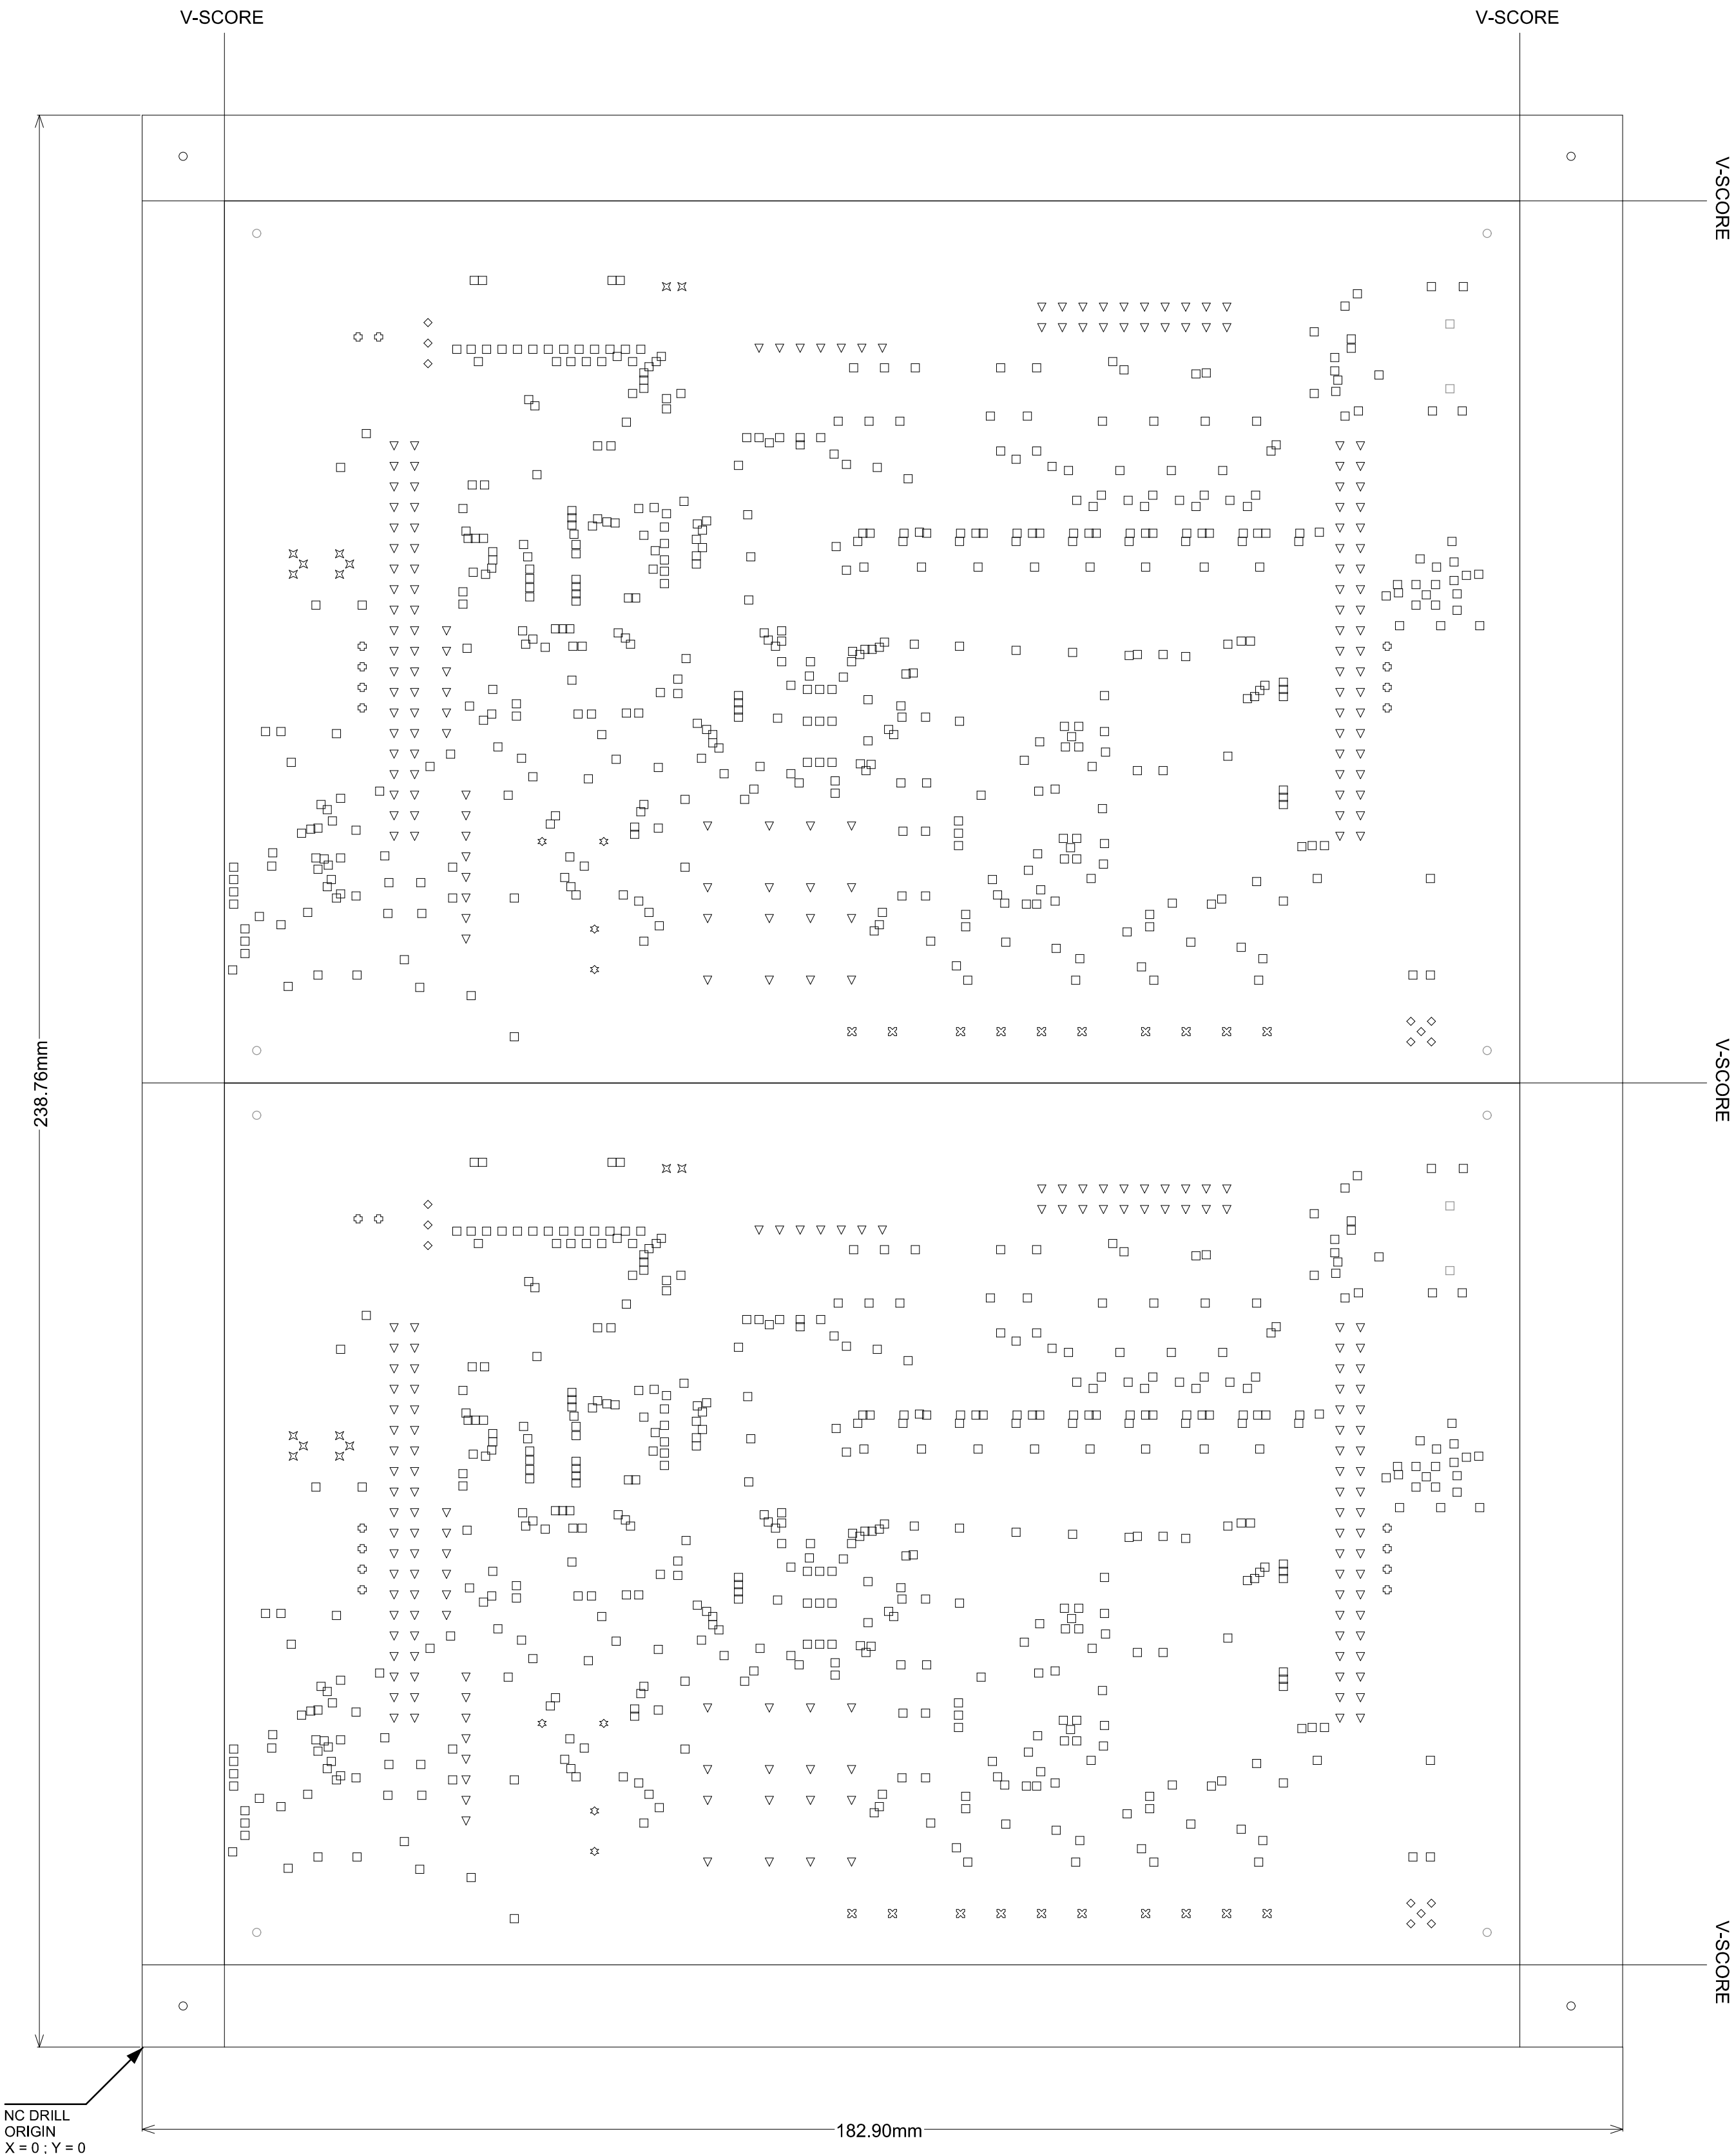 V-SCORE
V-SCORE
V-SCORE
V-SCORE
238.76mm
V-SCORE
182.90mm
NC DRILL
ORIGIN
X = 0 ; Y = 0